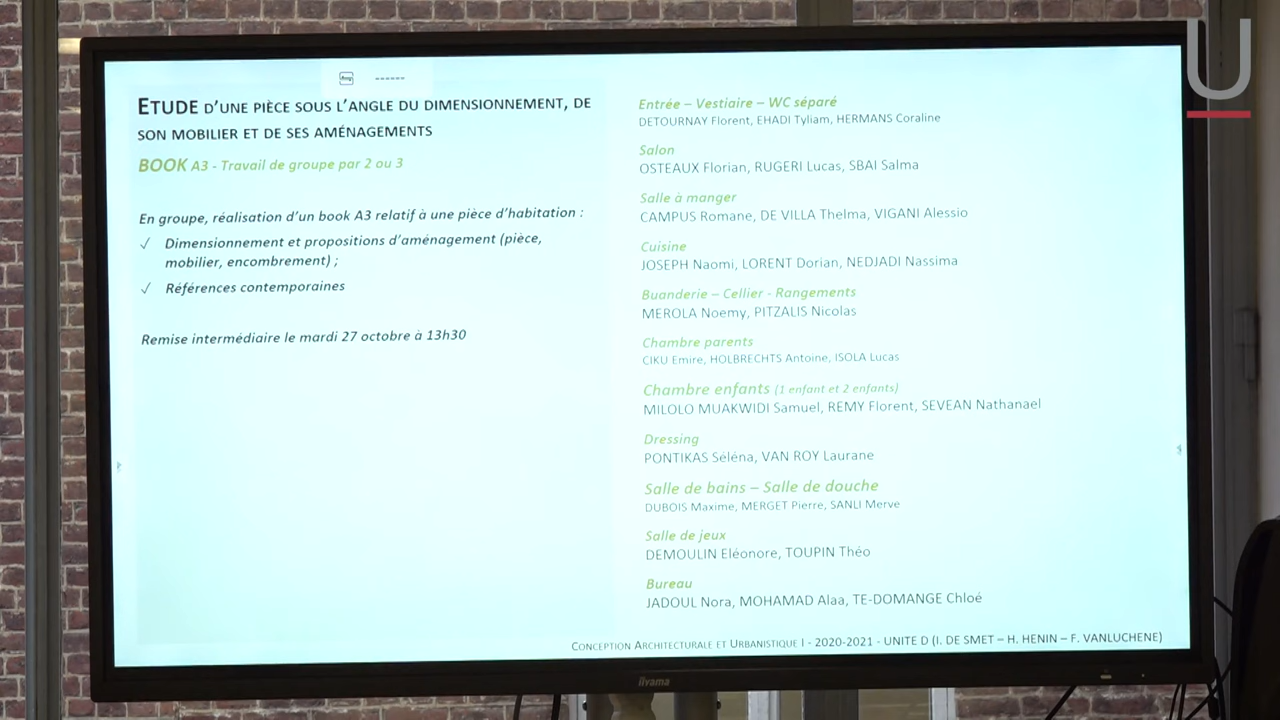 ETUDE D'UNE PIÈCE SOUS L'ANGLE DU DIMENSIONNEMENT, DE
SON MOBILIER ET DE SES AMÉNAGEMENTS
BOOK A3 - Travail de groupe par 2 ou 3
En groupe, réalisation d'un book A3 relatif à une pièce d'habitation :
✓ Dimensionnement et propositions d'aménagement (pièce,
mobilier, encombrement) ;
✓ Références contemporaines
Remise intermédiaire le mardi 27 octobre à 13h30
Entrée – Vestiaire – WC séparé
DETOURNAY Florent, EHADI Tyliam, HERMANS Coraline
Salon
OSTEAUX Florian, RUGERI Lucas, SBAI Salma
Salle à manger
CAMPUS Romane, DE VILLA Thelma, VIGANI Alessio
Cuisine
JOSEPH Naomi, LORENT Dorian, NEDJADI Nassima
Buanderie – Cellier - Rangements
MEROLA Noemy, PITZALIS Nicolas
Chambre parents
CIKU Emire, HOLBRECHTS Antoine, ISOLA Lucas
Chambre enfants (1 enfant et 2 enfants)
MILOLO MUAKWIDI Samuel, REMY Florent, SEVEAN Nathanael
Dressing
PONTIKAS Séléna, VAN ROY Laurane
Salle de bains – Salle de douche
DUBOIS Maxime, MERGET Pierre, SANLI Merve
Salle de jeux
DEMOULIN Eléonore, TOUPIN Théo
Bureau
JADOUL Nora, MOHAMAD Alaa, TE-DOMANGE Chloé
CONCEPTION ARCHITECTURALE ET URBANISTIQUE I - 2020-2021 - UNITE D (I. DE SMET – H. HENIN – F. VANLUCHENE)
iiyama
U